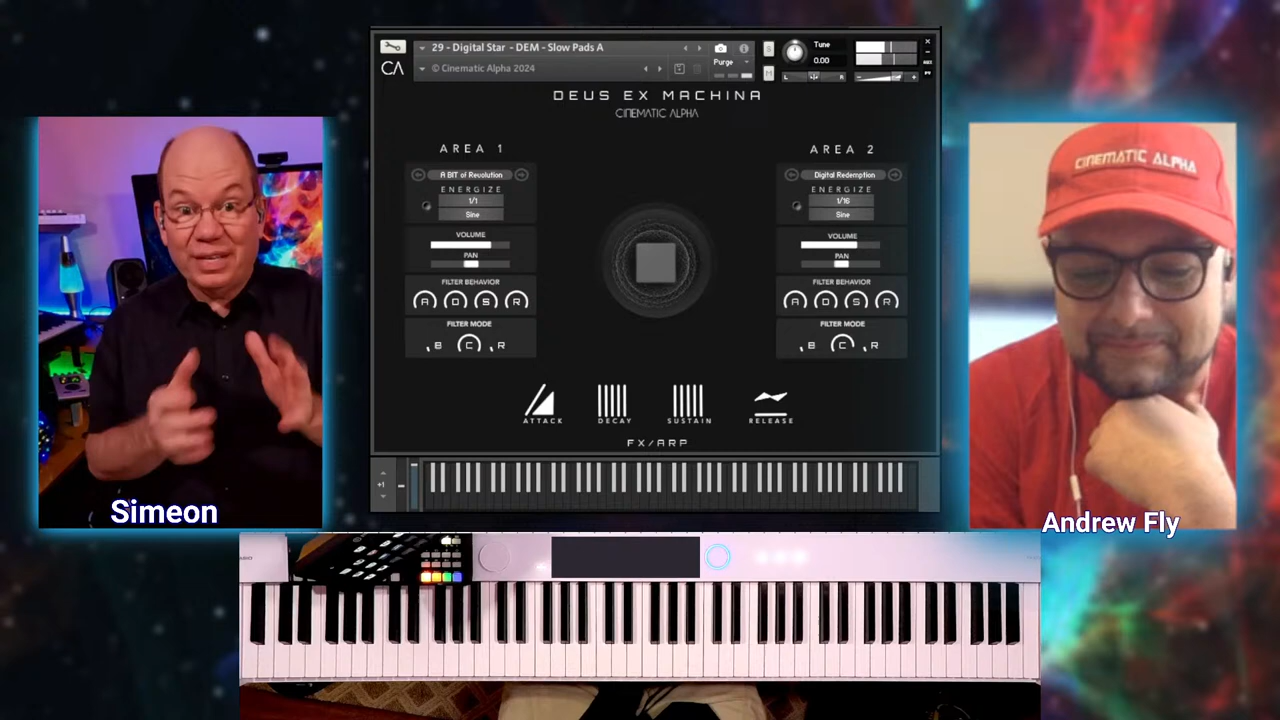 29 - Digital Star - DEM - Slow Pads A
© Cinematic Alpha 2024
CA
Purge
S
M
Tune
0.00
L
R
DEUS EX MACHINA
CINEMATIC ALPHA
AREA 1
A BIT of Revolution
ENERGIZE
1/1
Sine
VOLUME
PAN
FILTER BEHAVIOR
A D S R
FILTER MODE
B C R
AREA 2
Digital Redemption
ENERGIZE
1/16
Sine
VOLUME
PAN
FILTER BEHAVIOR
A D S R
FILTER MODE
B C R
ATTACK
DECAY
SUSTAIN
RELEASE
FX/ARP
+1
CINEMATIC ALPHA
Simeon
Andrew Fly